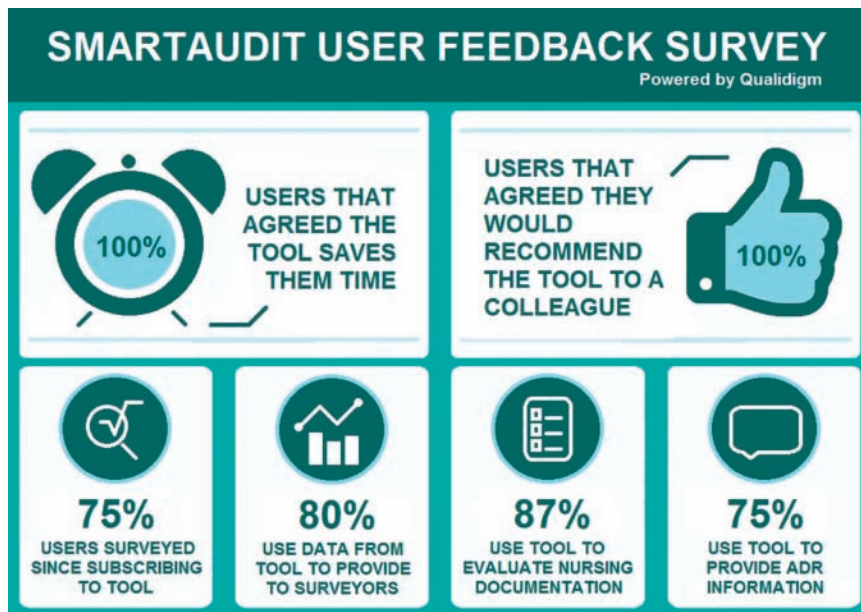 SMARTAUDIT USER FEEDBACK SURVEY
Powered by Qualidigm
100%
USERS THAT
AGREED THE
TOOL SAVES
THEM TIME
USERS THAT
AGREED THEY
WOULD
RECOMMEND
THE TOOL TO A
COLLEAGUE
100%
75%
USERS SURVEYED
SINCE SUBSCRIBING
TO TOOL
80%
USE DATA FROM
TOOL TO PROVIDE
TO SURVEYORS
87%
USE TOOL TO
EVALUATE NURSING
DOCUMENTATION
75%
USE TOOL TO
PROVIDE ADR
INFORMATION